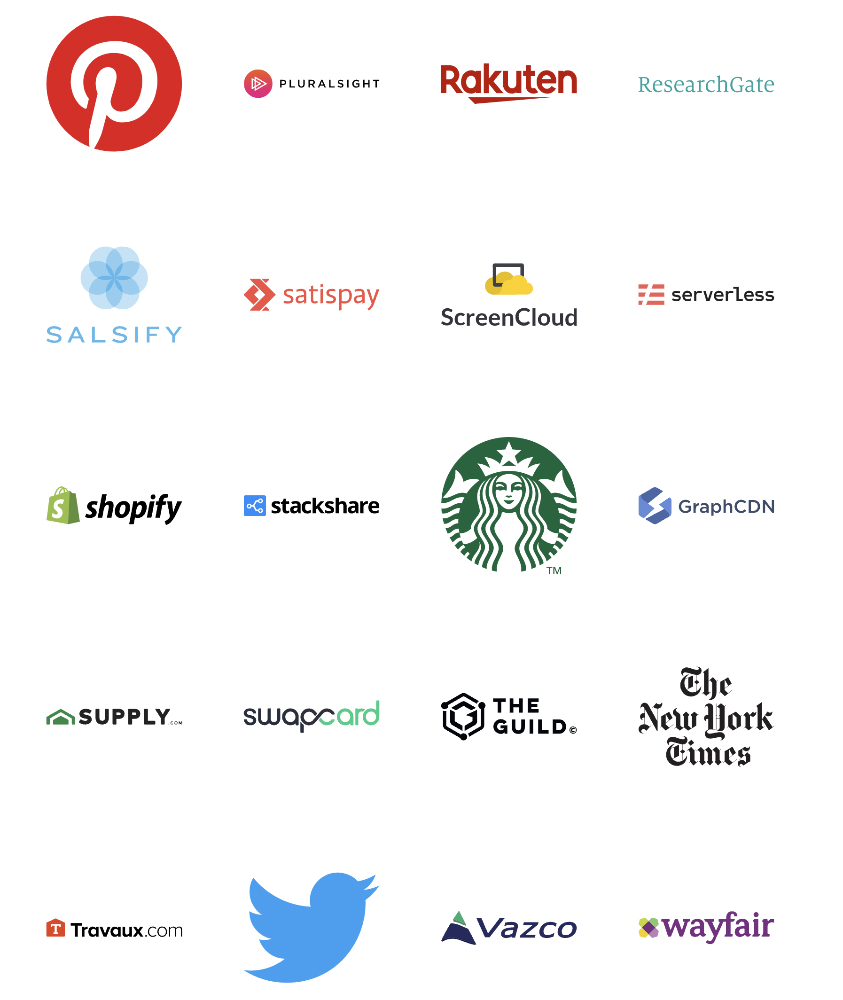 PLURALSIGHT
Rakuten
ResearchGate
SALSIFY
satispay
ScreenCloud
serverless
S shopify
stackshare
TM
GraphCDN
SUPPLY.COM
swapcard
THE
GUILD©
The
New York
Times
T Travaux.com
Vazco
wayfair